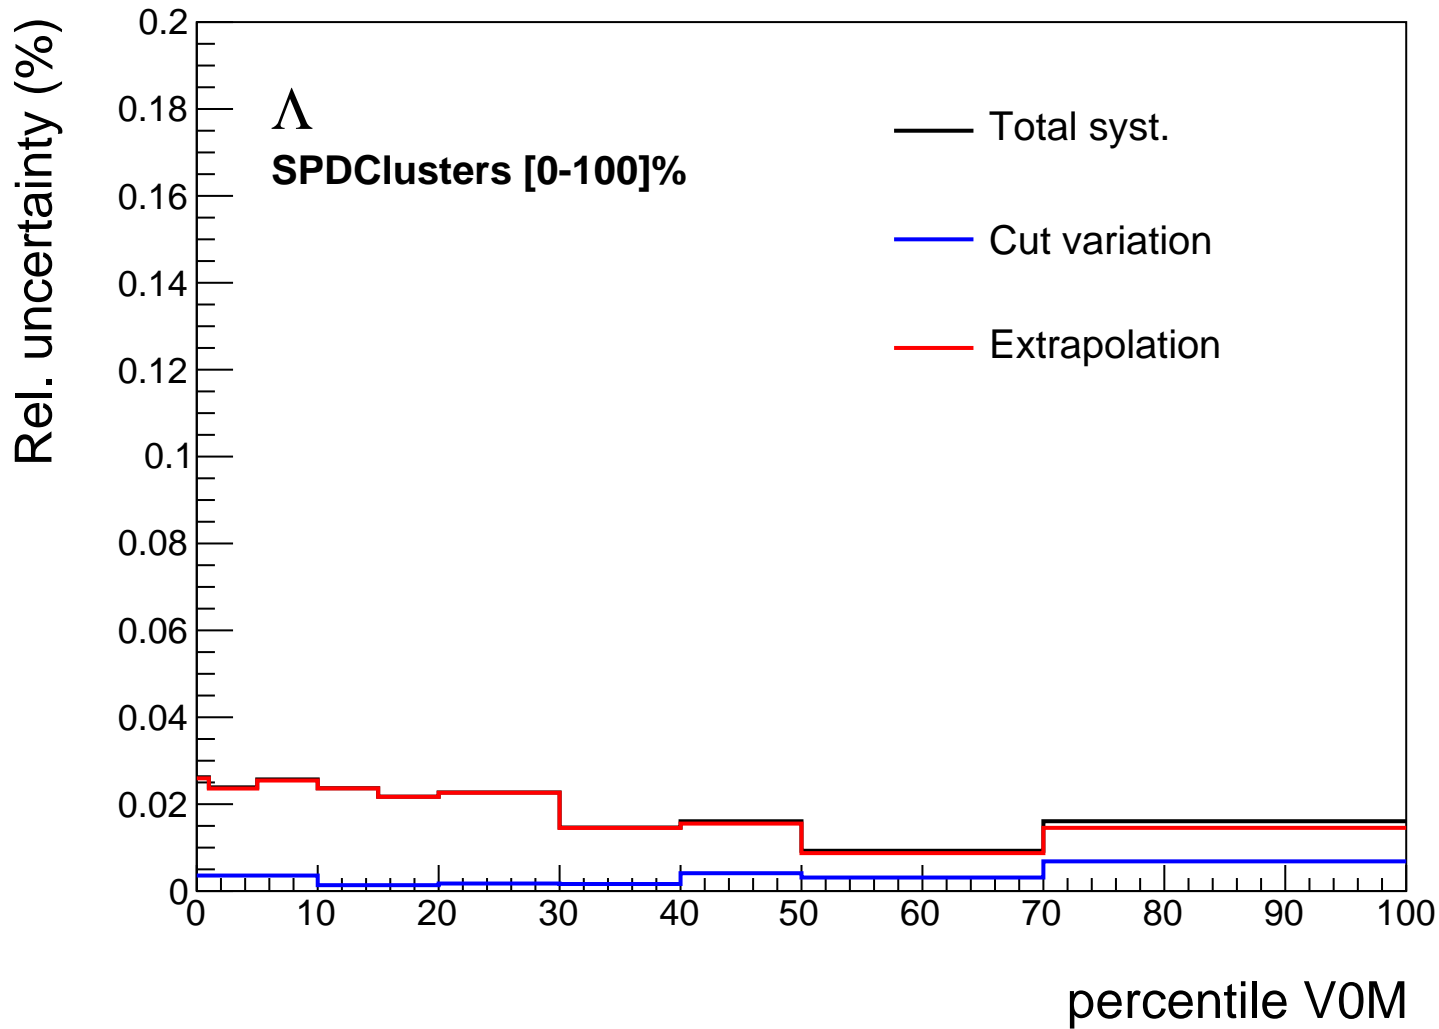 Rel. uncertainty (%)
0.2
0.18
0.16
0.14
0.12
0.1
0.08
0.06
0.04
0.02
0
Λ
SPDClusters [0-100]%
Total syst.
Cut variation
Extrapolation
0 10 20 30 40 50 60 70 80 90 100
percentile V0M